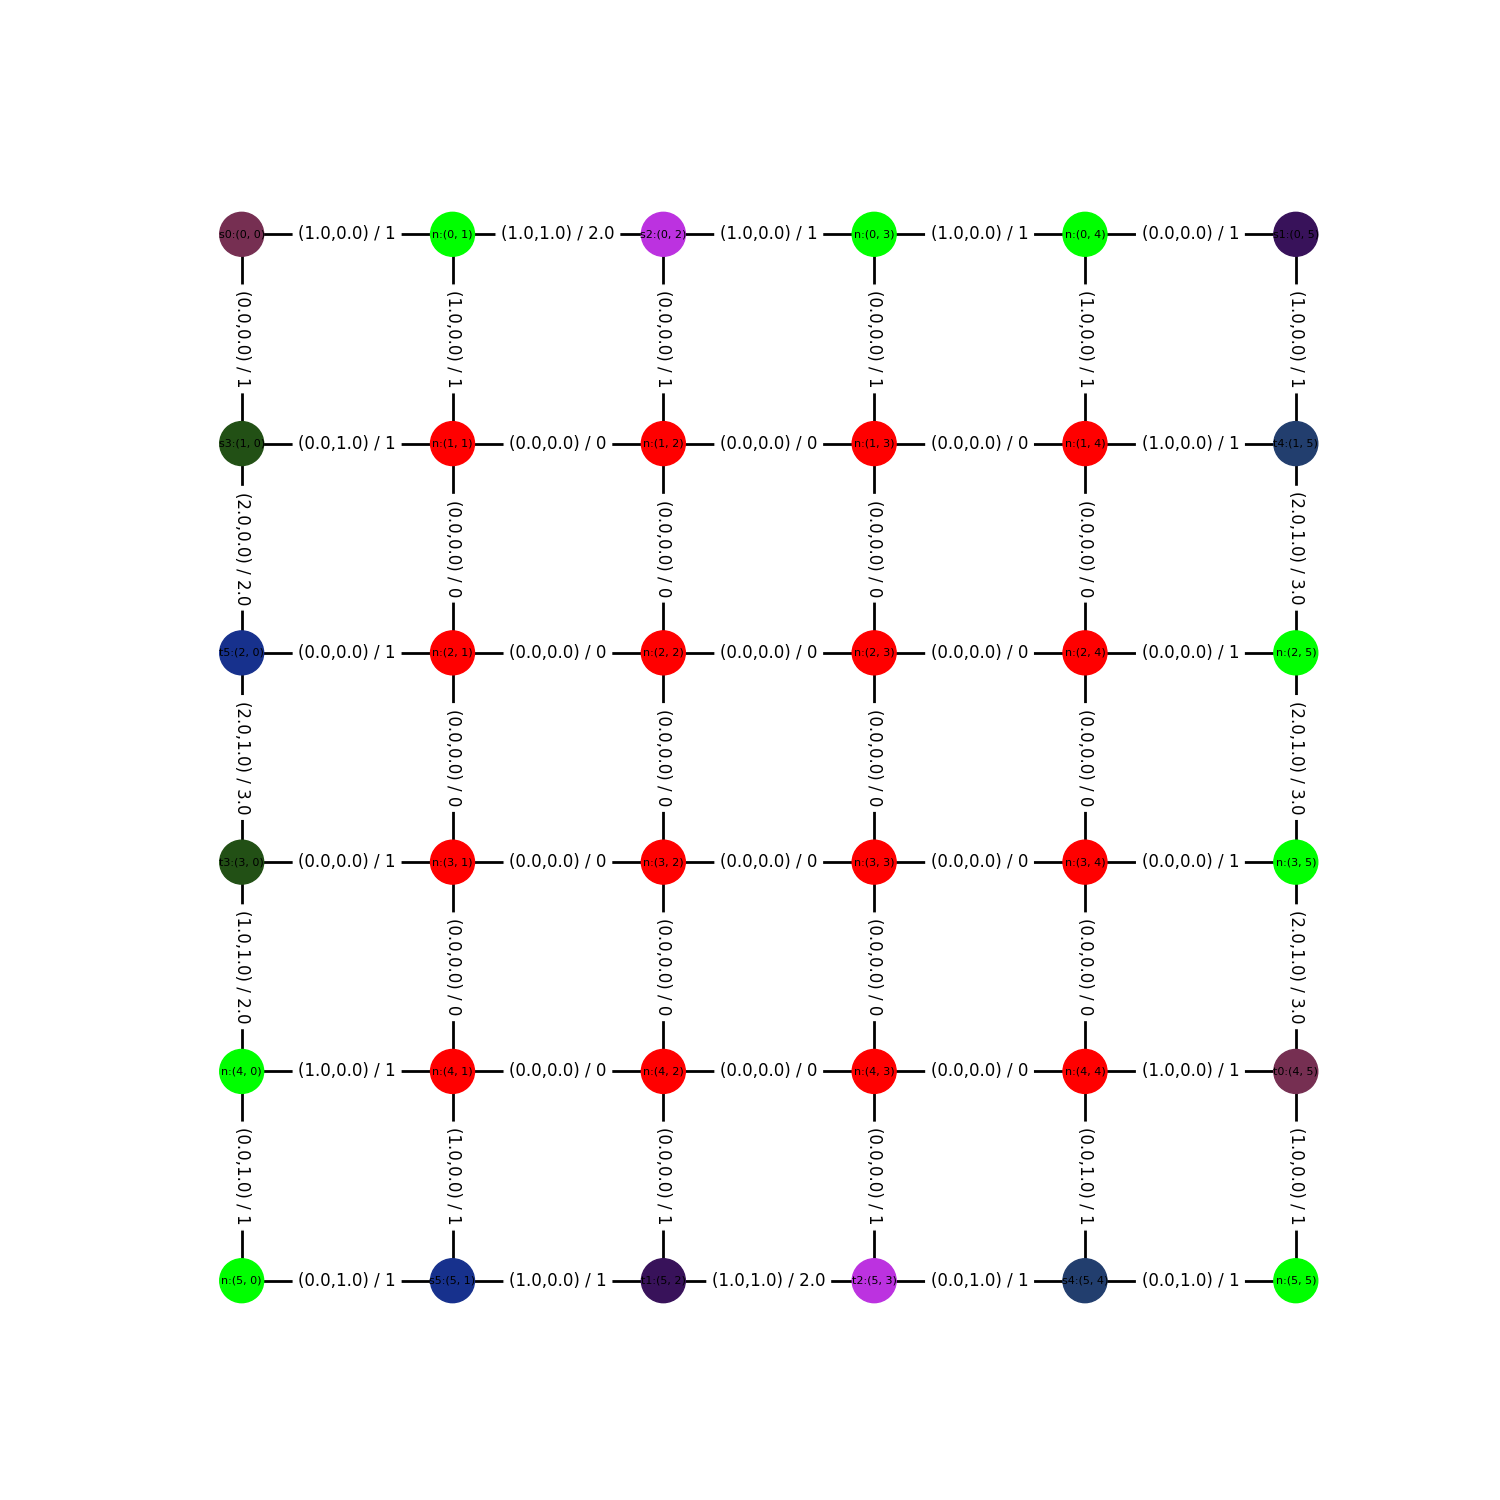 s0:(0, 0) (1.0,0.0) / 1 n:(0, 1) (1.0,1.0) / 2.0 s2:(0, 2) (1.0,0.0) / 1 n:(0, 3) (1.0,0.0) / 1 n:(0, 4) (0.0,0.0) / 1 s1:(0, 5)
(0.0,0.0) / 1 (1.0,0.0) / 1 (0.0,0.0) / 1 (0.0,0.0) / 1 (1.0,0.0) / 1 (1.0,0.0) / 1
s3:(1, 0) (0.0,1.0) / 1 n:(1, 1) (0.0,0.0) / 0 n:(1, 2) (0.0,0.0) / 0 n:(1, 3) (0.0,0.0) / 0 n:(1, 4) (1.0,0.0) / 1 t4:(1, 5)
(2.0,0.0) / 2.0 (0.0,0.0) / 0 (0.0,0.0) / 0 (0.0,0.0) / 0 (0.0,0.0) / 0 (2.0,1.0) / 3.0
t5:(2, 0) (0.0,0.0) / 1 n:(2, 1) (0.0,0.0) / 0 n:(2, 2) (0.0,0.0) / 0 n:(2, 3) (0.0,0.0) / 0 n:(2, 4) (0.0,0.0) / 1 n:(2, 5)
(2.0,1.0) / 3.0 (0.0,0.0) / 0 (0.0,0.0) / 0 (0.0,0.0) / 0 (0.0,0.0) / 0 (2.0,1.0) / 3.0
t3:(3, 0) (0.0,0.0) / 1 n:(3, 1) (0.0,0.0) / 0 n:(3, 2) (0.0,0.0) / 0 n:(3, 3) (0.0,0.0) / 0 n:(3, 4) (0.0,0.0) / 1 n:(3, 5)
(1.0,1.0) / 2.0 (0.0,0.0) / 0 (0.0,0.0) / 0 (0.0,0.0) / 0 (0.0,0.0) / 0 (2.0,1.0) / 3.0
n:(4, 0) (1.0,0.0) / 1 n:(4, 1) (0.0,0.0) / 0 n:(4, 2) (0.0,0.0) / 0 n:(4, 3) (0.0,0.0) / 0 n:(4, 4) (1.0,0.0) / 1 t0:(4, 5)
(0.0,1.0) / 1 (1.0,0.0) / 1 (0.0,0.0) / 1 (0.0,0.0) / 1 (0.0,1.0) / 1 (1.0,0.0) / 1
n:(5, 0) (0.0,1.0) / 1 s5:(5, 1) (1.0,0.0) / 1 t1:(5, 2) (1.0,1.0) / 2.0 t2:(5, 3) (0.0,1.0) / 1 s4:(5, 4) (0.0,1.0) / 1 n:(5, 5)